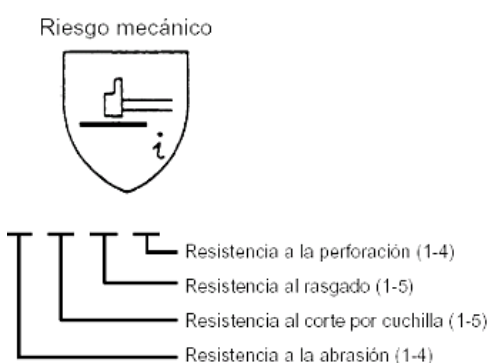 Riesgo mecánico
i
Resistencia a la perforación (1-4)
Resistencia al rasgado (1-5)
Resistencia al corte por cuchilla (1-5)
Resistencia a la abrasión (1-4)